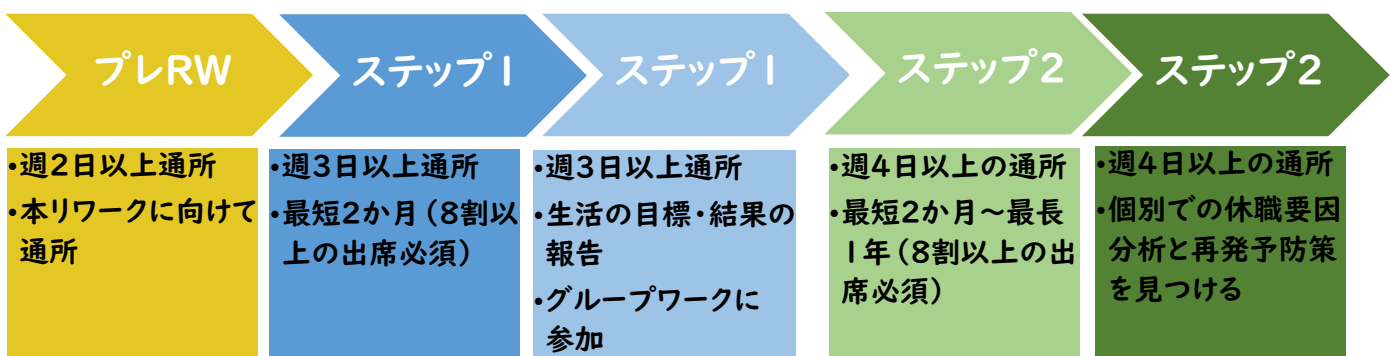 プレRW
ステップ1
ステップ1
ステップ2
ステップ2
•週2日以上通所
•本リワークに向けて
通所
•週3日以上通所
•最短2か月(8割以
上の出席必須)
•週3日以上通所
•生活の目標・結果の
報告
•グループワークに
参加
•週4日以上の通所
•最短2か月～最長
1年(8割以上の出
席必須)
•週4日以上の通所
•個別での休職要因
分析と再発予防策
を見つける